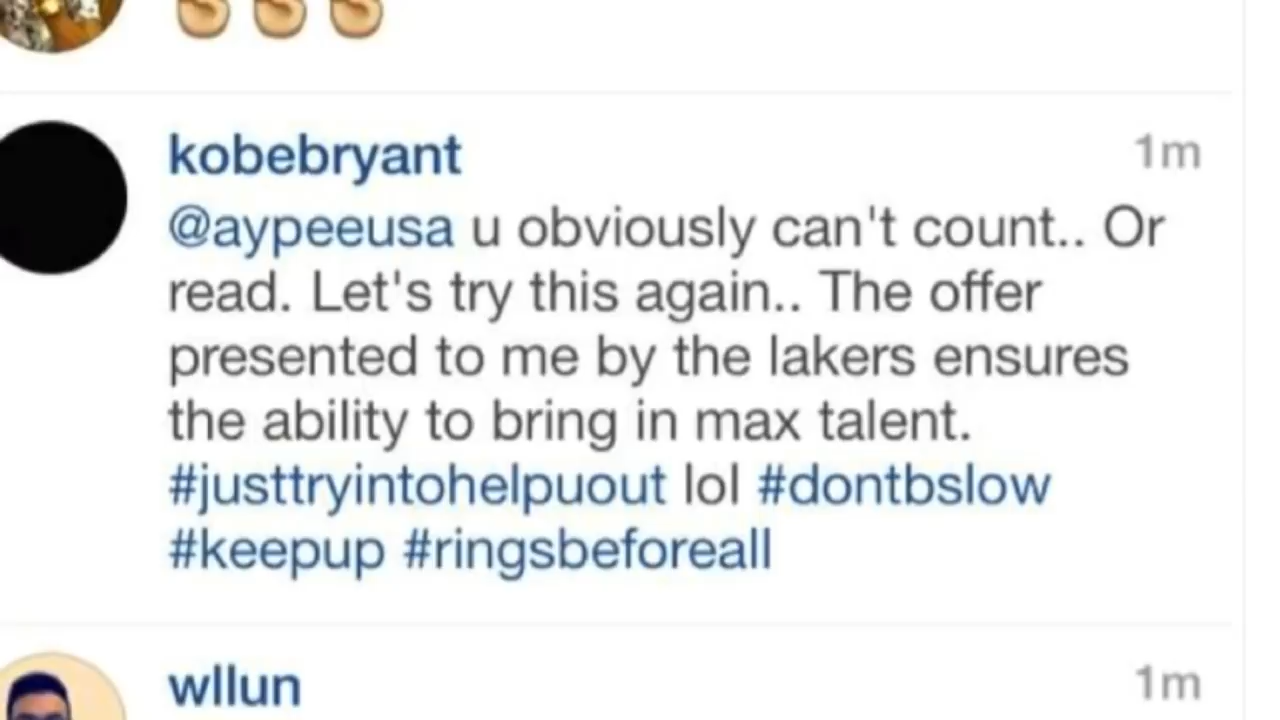 kobebryant 1m
@aypeeusa u obviously can't count.. Or
read. Let's try this again.. The offer
presented to me by the lakers ensures
the ability to bring in max talent.
#justtryintohelpuout lol #dontbslow
#keepup #ringsbeforeall
wllun 1m